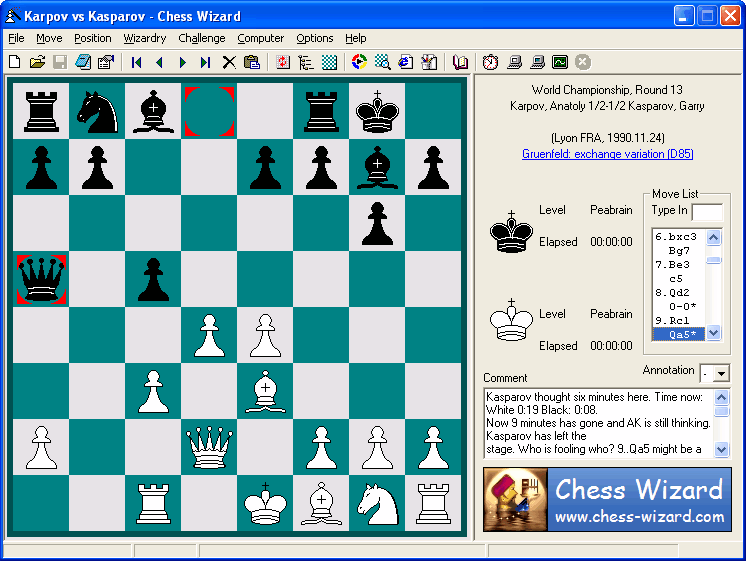 Karpov vs Kasparov - Chess Wizard
File Move Position Wizardry Challenge Computer Options Help
World Championship, Round 13
Karpov, Anatoly 1/2-1/2 Kasparov, Garry
(Lyon FRA, 1990.11.24)
Gruenfeld: exchange variation (D85)
Level Peabrain
Elapsed 00:00:00
Level Peabrain
Elapsed 00:00:00
Move List
Type In
6.bxc3
Bg7
7.Be3
c5
8.Qd2
O-O*
9.Rc1
Qa5*
Annotation -
Comment
Kasparov thought six minutes here. Time now:
White 0:19 Black: 0:08.
Now 9 minutes has gone and AK is still thinking.
Kasparov has left the
stage. Who is fooling who? 9..Qa5 might be a
Chess Wizard
www.chess-wizard.com